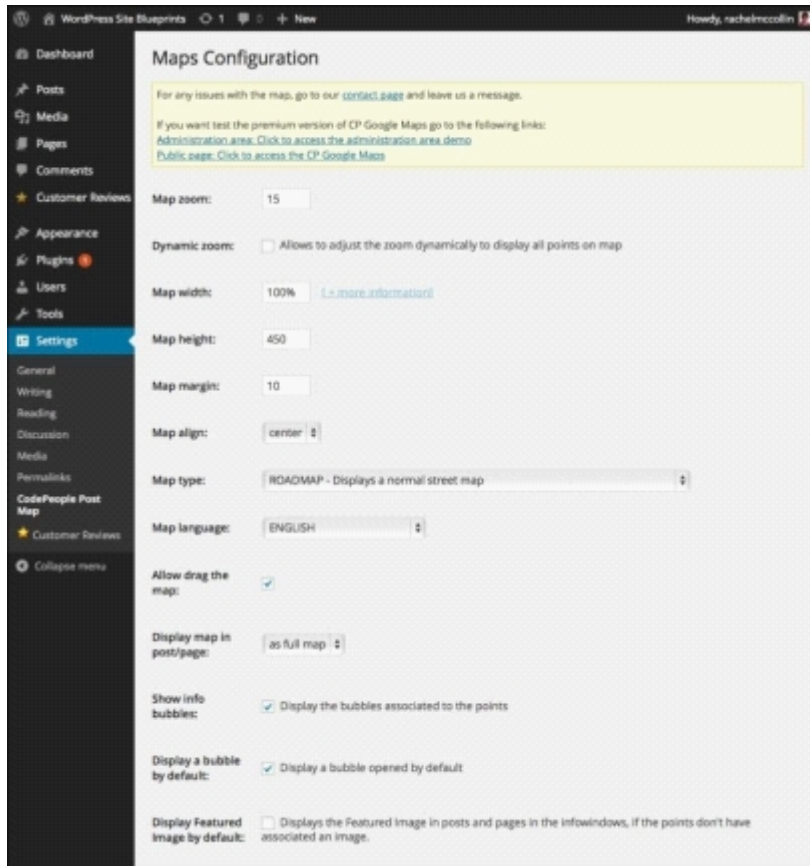 WordPress Site Blueprints 1 0 + New Howdy, rachelmccollin
Dashboard
Posts
Media
Pages
Comments
Customer Reviews
Appearance
Plugins 1
Users
Tools
Settings
General
Writing
Reading
Discussion
Media
Permalinks
CodePeople Post
Map
Customer Reviews
Collapse menu
Maps Configuration
For any issues with the map, go to our contact page and leave us a message.
If you want test the premium version of CP Google Maps go to the following links:
Administration area: Click to access the administration area demo
Public page: Click to access the CP Google Maps
Map zoom: 15
Dynamic zoom: Allows to adjust the zoom dynamically to display all points on map
Map width: 100% [+ more information]
Map height: 450
Map margin: 10
Map align: center
Map type: ROADMAP - Displays a normal street map
Map language: ENGLISH
Allow drag the
map:
Display map in
post/page: as full map
Show info
bubbles: Display the bubbles associated to the points
Display a bubble
by default: Display a bubble opened by default
Display Featured Displays the Featured Image in posts and pages in the infowindows, if the points don't have
Image by default: associated an image.